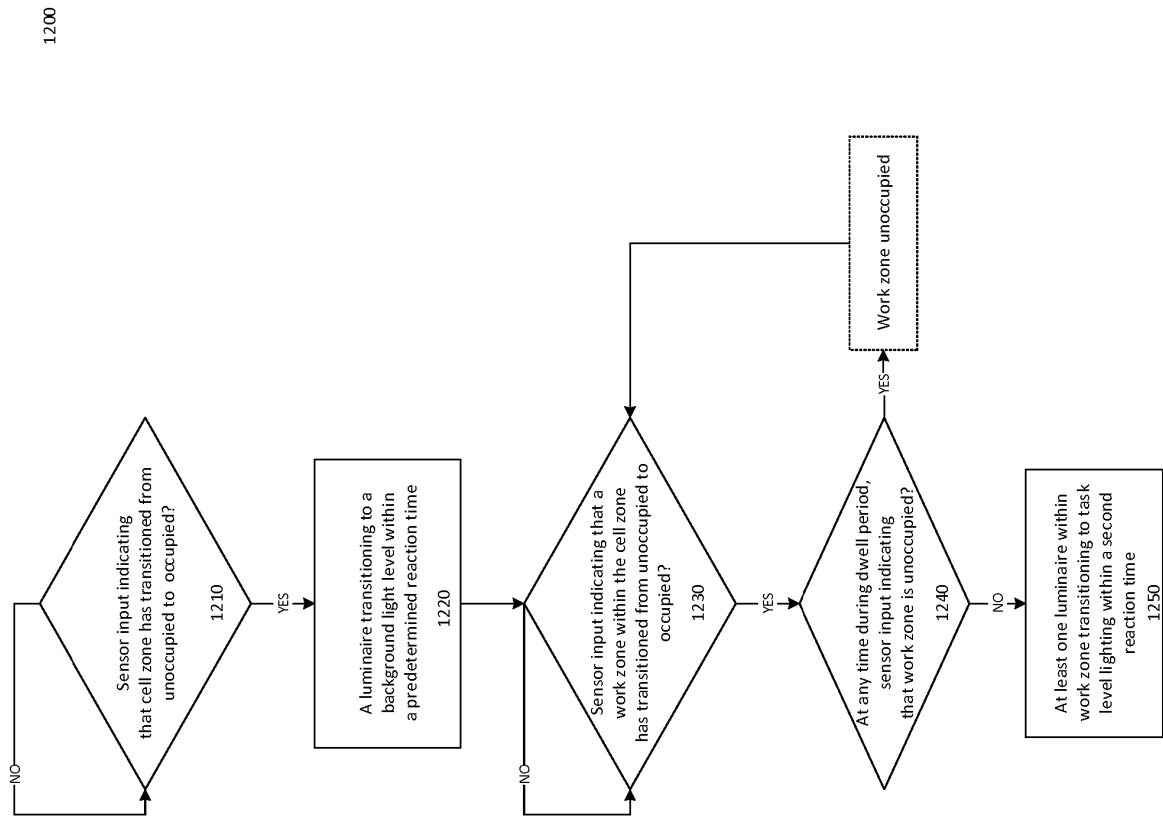 1200
NO
Sensor input indicating
that cell zone has transitioned from
unoccupied to occupied?
1210
YES
A luminaire transitioning to a
background light level within
a predetermined reaction time
1220
NO
Sensor input indicating that a
work zone within the cell zone
has transitioned from unoccupied to
occupied?
1230
YES
At any time during dwell period,
sensor input indicating
that work zone is unoccupied?
1240
YES
Work zone unoccupied
NO
At least one luminaire within
work zone transitioning to task
level lighting within a second
reaction time
1250